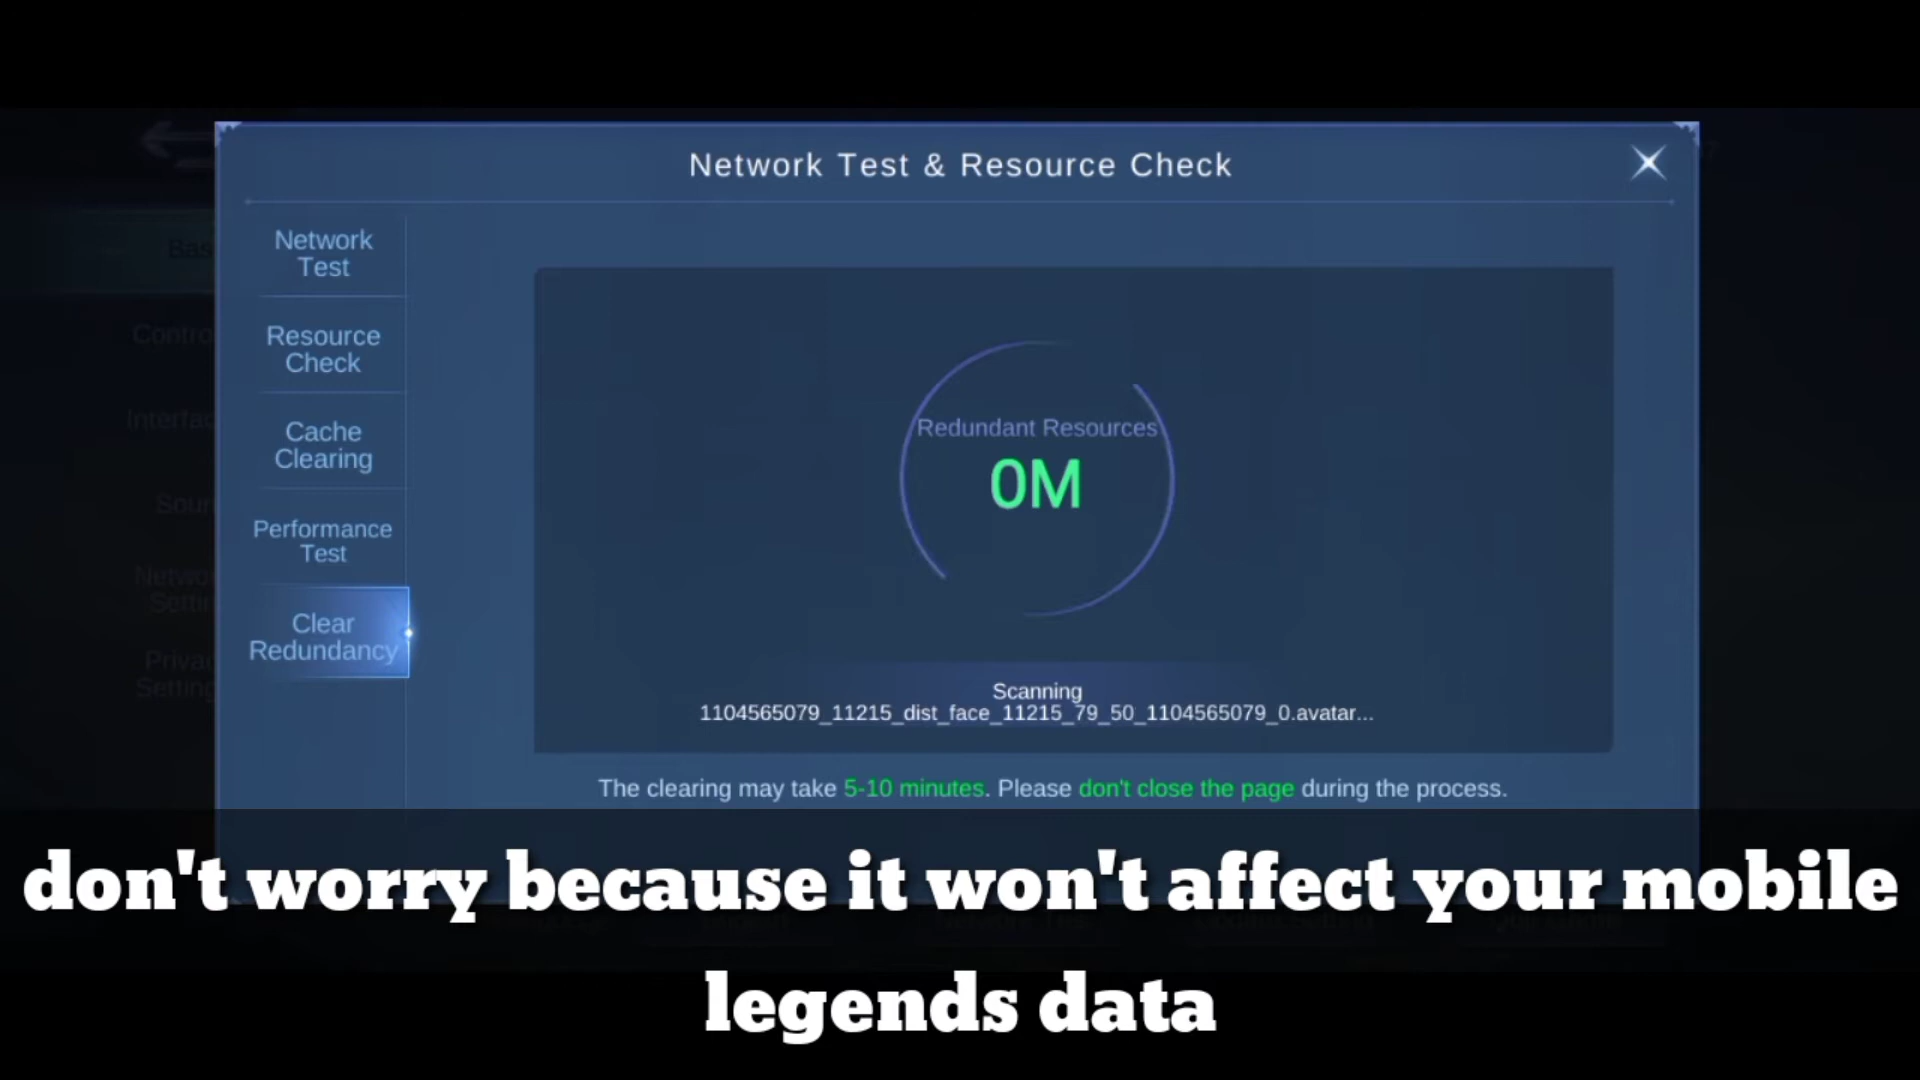 Network Test & Resource Check
Network
Test
Resource
Check
Cache
Clearing
Performance
Test
Clear
Redundancy
Redundant Resources
0M
Scanning
1104565079_11215_dist_face_11215_79_50_1104565079_0.avatar...
The clearing may take 5-10 minutes. Please don't close the page during the process.
don't worry because it won't affect your mobile
legends data